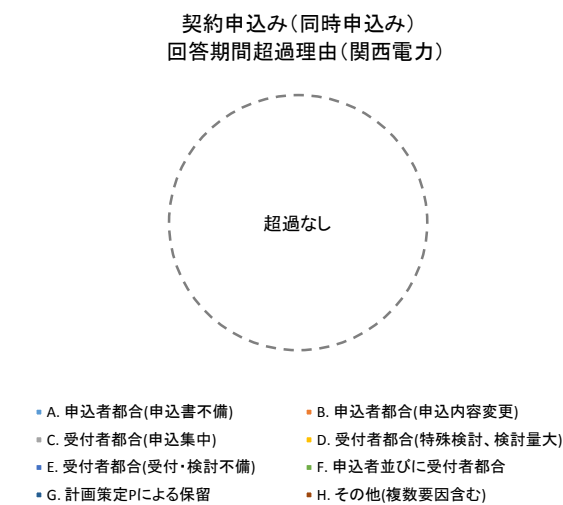 契約申込み（同時申込み）
回答期間超過理由（関西電力）
超過なし
A. 申込者都合(申込書不備)
B. 申込者都合(申込内容変更)
C. 受付者都合(申込集中)
D. 受付者都合(特殊検討、検討量大)
E. 受付者都合(受付・検討不備)
F. 申込者並びに受付者都合
G. 計画策定Pによる保留
H. その他(複数要因含む)